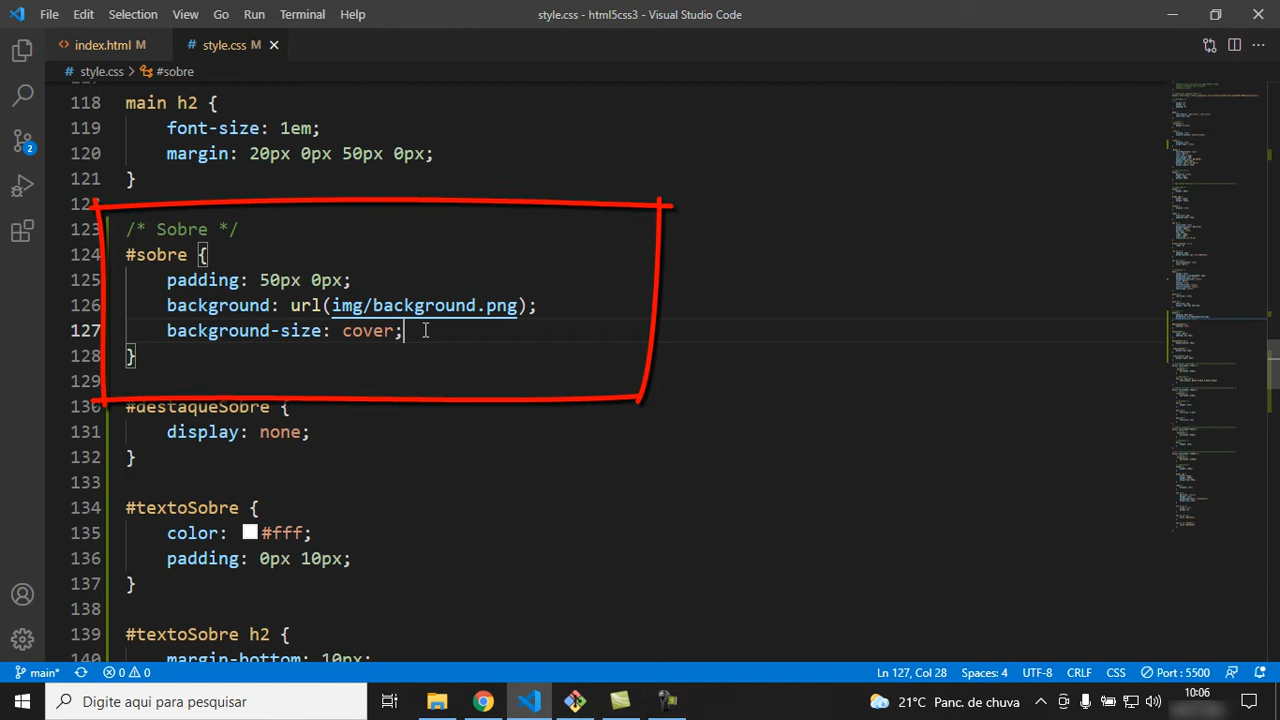 File Edit Selection View Go Run Terminal Help style.css - html5css3 - Visual Studio Code
index.html M style.css M
style.css > #sobre
118 main h2 {
119 font-size: 1em;
120 margin: 20px 0px 50px 0px;
121 }
123 /* Sobre */
124 #sobre {
125 padding: 50px 0px;
126 background: url(img/background.png);
127 background-size: cover;
128 }
129
130 #destaqueSobre {
131 display: none;
132 }
133
134 #textoSobre {
135 color: #fff;
136 padding: 0px 10px;
137 }
138
139 #textoSobre h2 {
140 margin-bottom: 10px;
2
main* 0 0 Ln 127, Col 28 Spaces: 4 UTF-8 CRLF CSS Port : 5500
Digite aqui para pesquisar 21°C Panc. de chuva 10:06